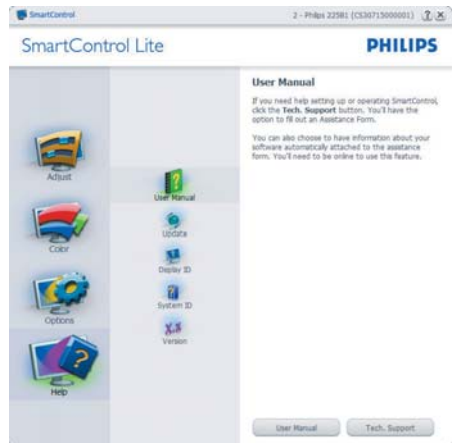 SmartControl
2 - Philips 225B1 (CS30715000001)
SmartControl Lite
PHILIPS
Adjust
Color
Options
Help
User Manual
Update
Display ID
System ID
Version
User Manual
If you need help setting up or operating SmartControl,
click the Tech. Support button. You'll have the
option to fill out an Assistance Form.
You can also choose to have information about your
software automatically attached to the assistance
form. You'll need to be online to use this feature.
User Manual
Tech. Support